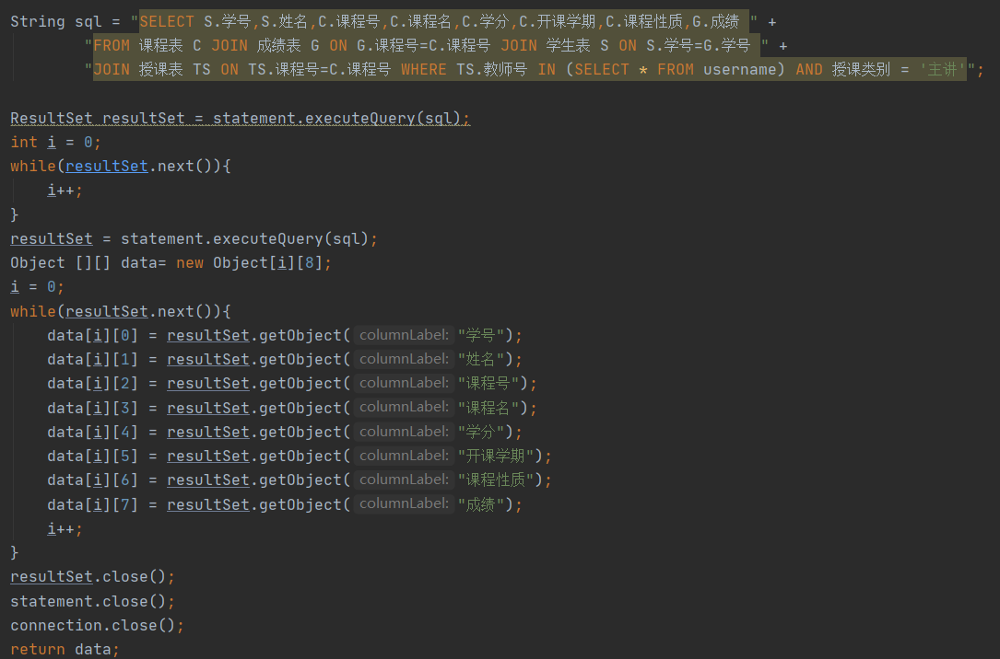 String sql = "SELECT S.学号,S.姓名,C.课程号,C.课程名,C.学分,C.开课学期,C.课程性质,G.成绩 " +
"FROM 课程表 C JOIN 成绩表 G ON G.课程号=C.课程号 JOIN 学生表 S ON S.学号=G.学号 " +
"JOIN 授课表 TS ON TS.课程号=C.课程号 WHERE TS.教师号 IN (SELECT * FROM username) AND 授课类别 = '主讲'";
ResultSet resultSet = statement.executeQuery(sql);
int i = 0;
while(resultSet.next()){
i++;
}
resultSet = statement.executeQuery(sql);
Object [][] data= new Object[i][8];
i = 0;
while(resultSet.next()){
data[i][0] = resultSet.getObject( columnLabel: "学号");
data[i][1] = resultSet.getObject( columnLabel: "姓名");
data[i][2] = resultSet.getObject( columnLabel: "课程号");
data[i][3] = resultSet.getObject( columnLabel: "课程名");
data[i][4] = resultSet.getObject( columnLabel: "学分");
data[i][5] = resultSet.getObject( columnLabel: "开课学期");
data[i][6] = resultSet.getObject( columnLabel: "课程性质");
data[i][7] = resultSet.getObject( columnLabel: "成绩");
i++;
}
resultSet.close();
statement.close();
connection.close();
return data;